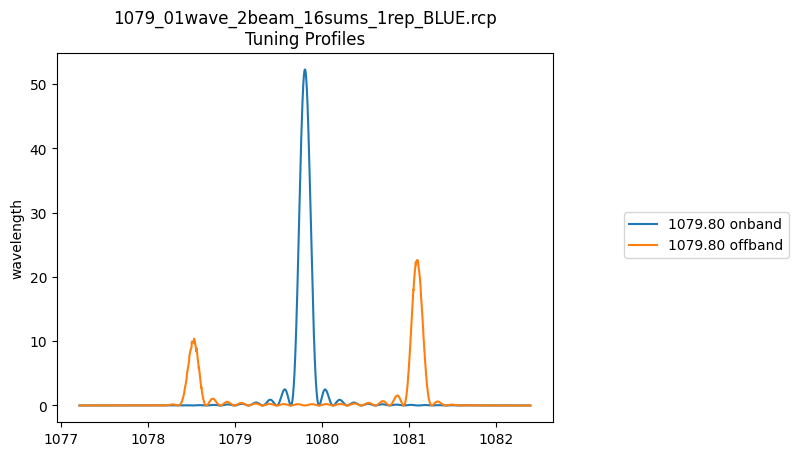 1079_01wave_2beam_16sums_1rep_BLUE.rcp
Tuning Profiles
wavelength
50
40
30
20
10
0
1077 1078 1079 1080 1081 1082
1079.80 onband
1079.80 offband